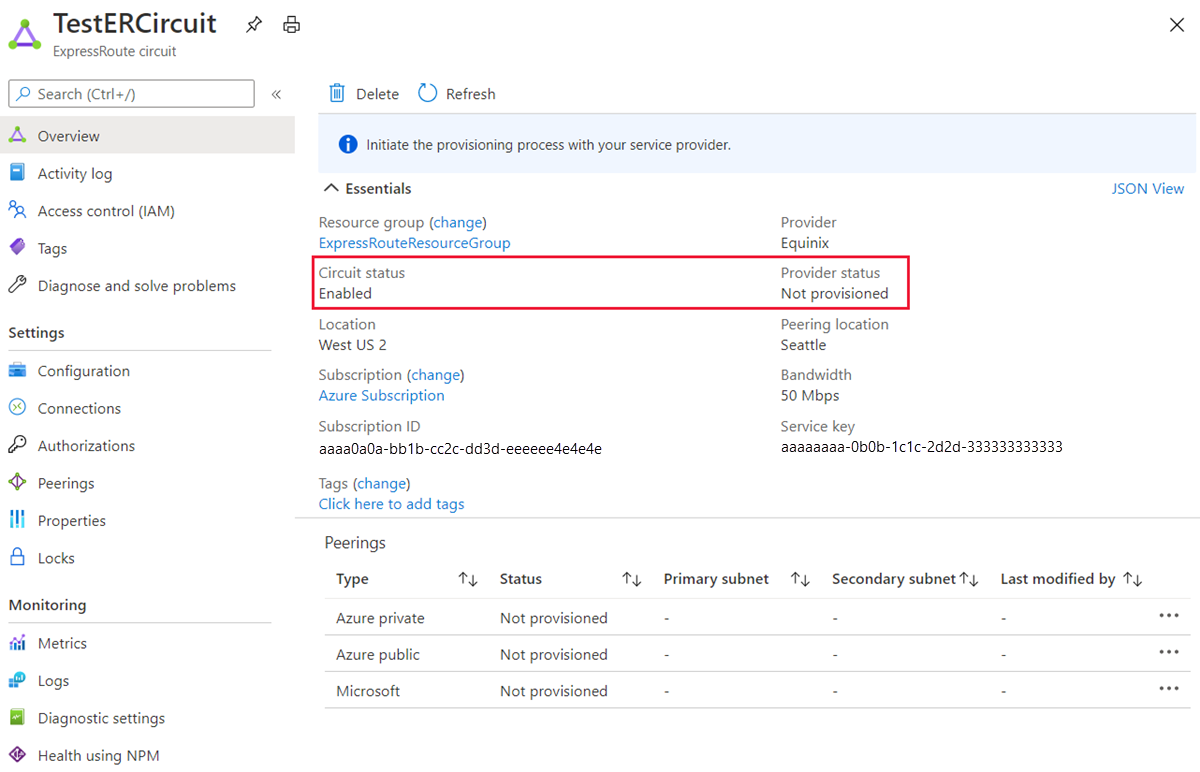 TestERCircuit
ExpressRoute circuit
Search (Ctrl+/)
«
Overview
Activity log
Access control (IAM)
Tags
Diagnose and solve problems
Settings
Configuration
Connections
Authorizations
Peerings
Properties
Locks
Monitoring
Metrics
Logs
Diagnostic settings
Health using NPM
Delete Refresh
Initiate the provisioning process with your service provider.
Essentials JSON View
Resource group (change) Provider
ExpressRouteResourceGroup Equinix
Circuit status Provider status
Enabled Not provisioned
Location Peering location
West US 2 Seattle
Subscription (change) Bandwidth
Azure Subscription 50 Mbps
Subscription ID Service key
aaaa0a0a-bb1b-cc2c-dd3d-eeeeee4e4e4e aaaaaaaa-0b0b-1c1c-2d2d-333333333333
Tags (change)
Click here to add tags
Peerings
Type Status Primary subnet Secondary subnet Last modified by
Azure private Not provisioned - - -
Azure public Not provisioned - - -
Microsoft Not provisioned - - -